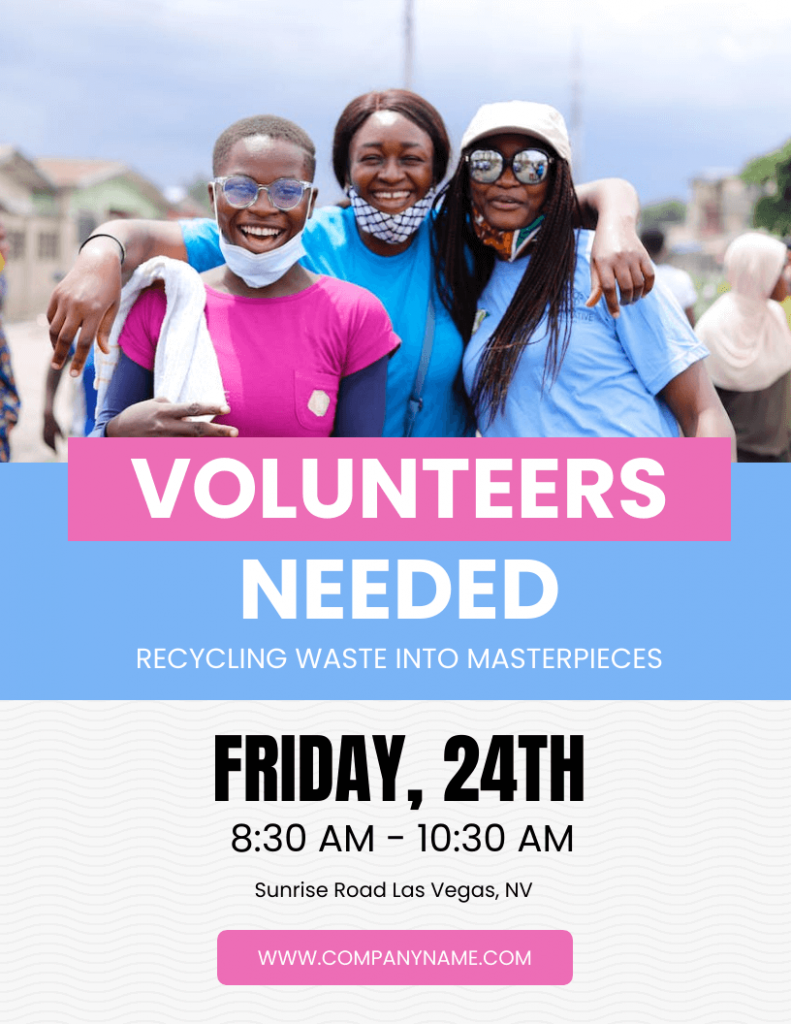 VOLUNTEERS
NEEDED
RECYCLING WASTE INTO MASTERPIECES
FRIDAY, 24TH
8:30 AM - 10:30 AM
Sunrise Road Las Vegas, NV
WWW.COMPANYNAME.COM